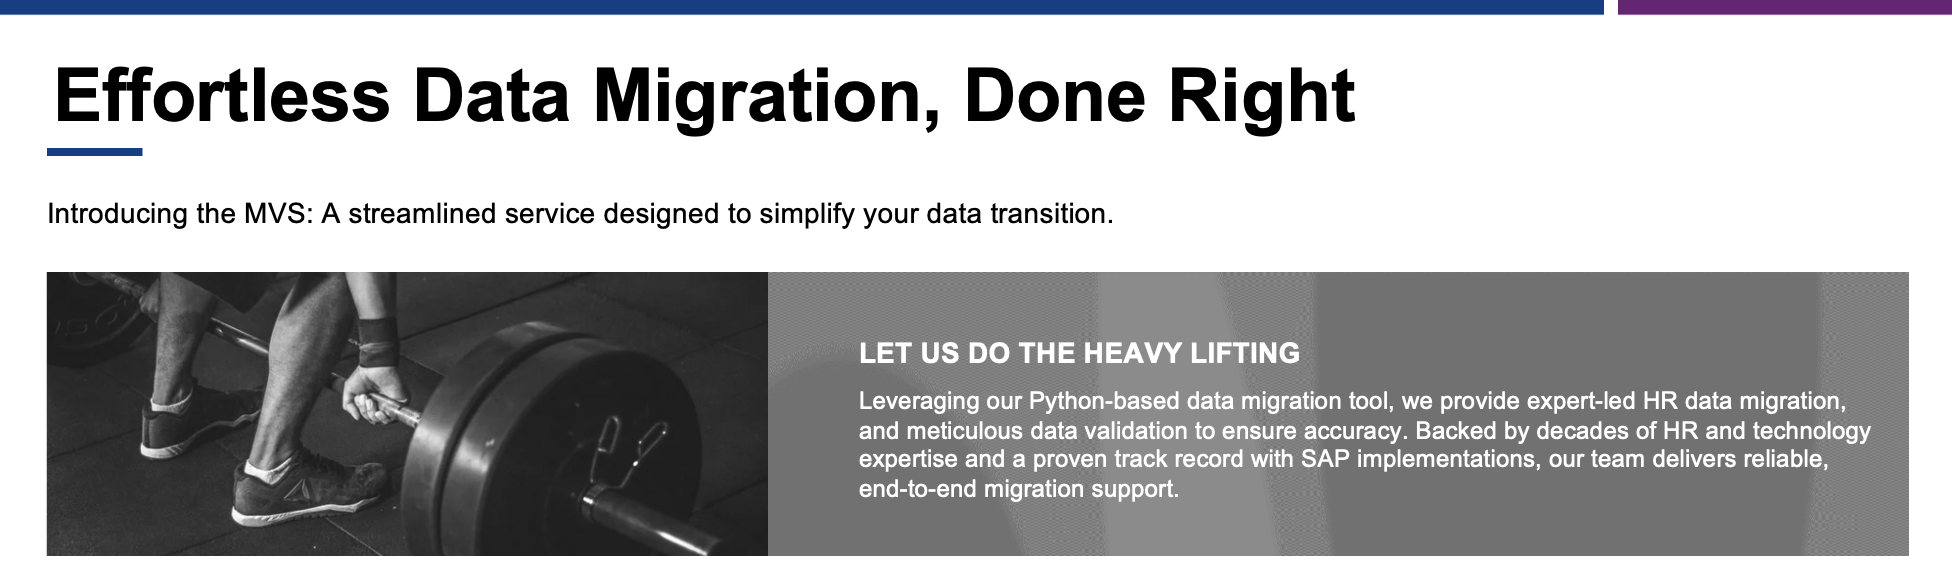 Effortless Data Migration, Done Right
Introducing the MVS: A streamlined service designed to simplify your data transition.
LET US DO THE HEAVY LIFTING
Leveraging our Python-based data migration tool, we provide expert-led HR data migration,
and meticulous data validation to ensure accuracy. Backed by decades of HR and technology
expertise and a proven track record with SAP implementations, our team delivers reliable,
end-to-end migration support.